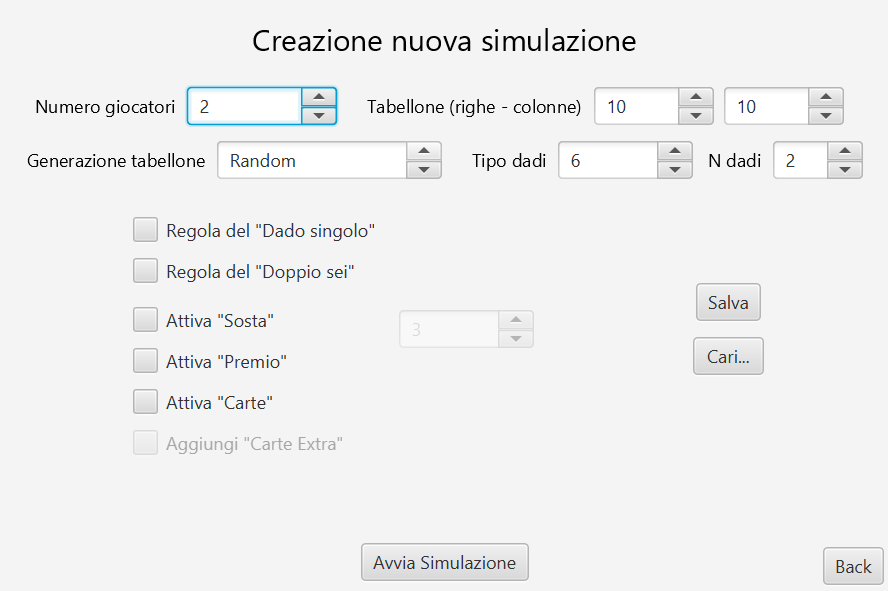 Creazione nuova simulazione
Numero giocatori 2 Tabellone (righe - colonne) 10 10
Generazione tabellone Random Tipo dadi 6 N dadi 2
Regola del "Dado singolo"
Regola del "Doppio sei"
Salva
Attiva "Sosta" 3
Cari...
Attiva "Premio"
Attiva "Carte"
Aggiungi "Carte Extra"
Avvia Simulazione
Back